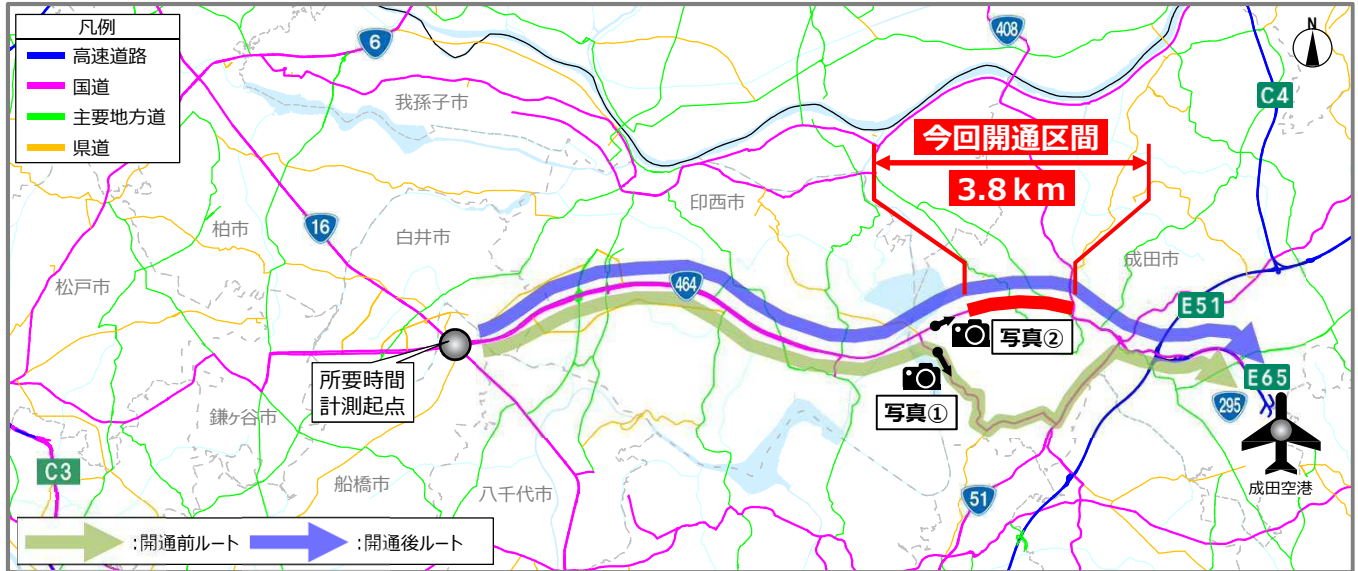 凡例
高速道路
国道
主要地方道
県道
6
408
N
C4
我孫子市
今回開通区間
3.8km
印西市
柏市
16
白井市
成田市
松戸市
464
E51
写真②
所要時間
計測起点
E65
写真①
295
鎌ヶ谷市
C3
船橋市
八千代市
51
成田空港
:開通前ルート
:開通後ルート